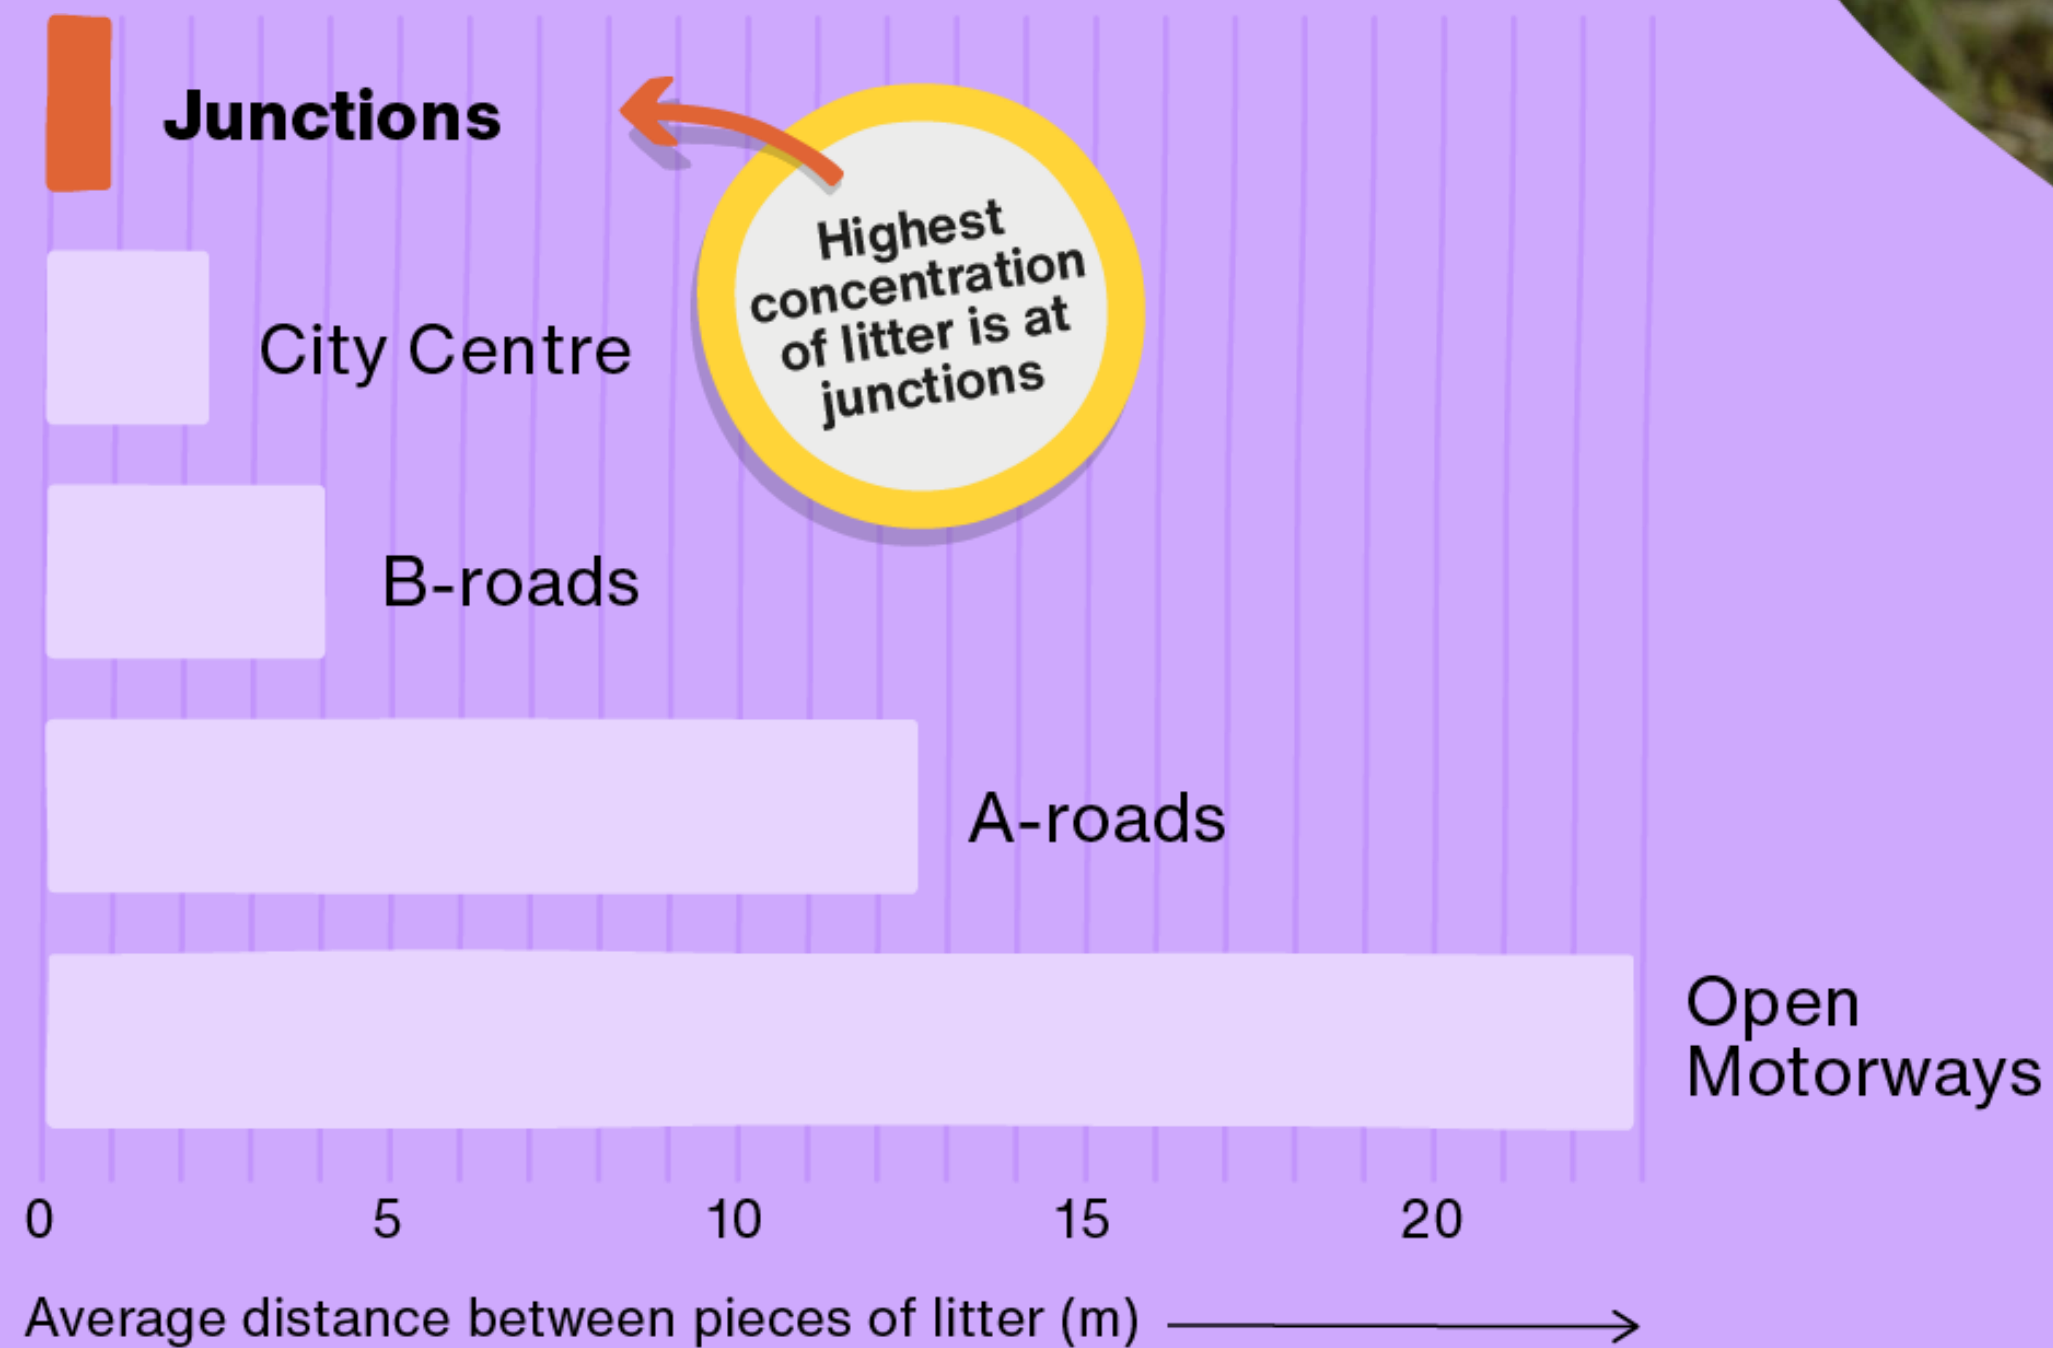 Junctions
Highest
concentration
of litter is at
junctions
City Centre
B-roads
A-roads
Open
Motorways
0 5 10 15 20
Average distance between pieces of litter (m)